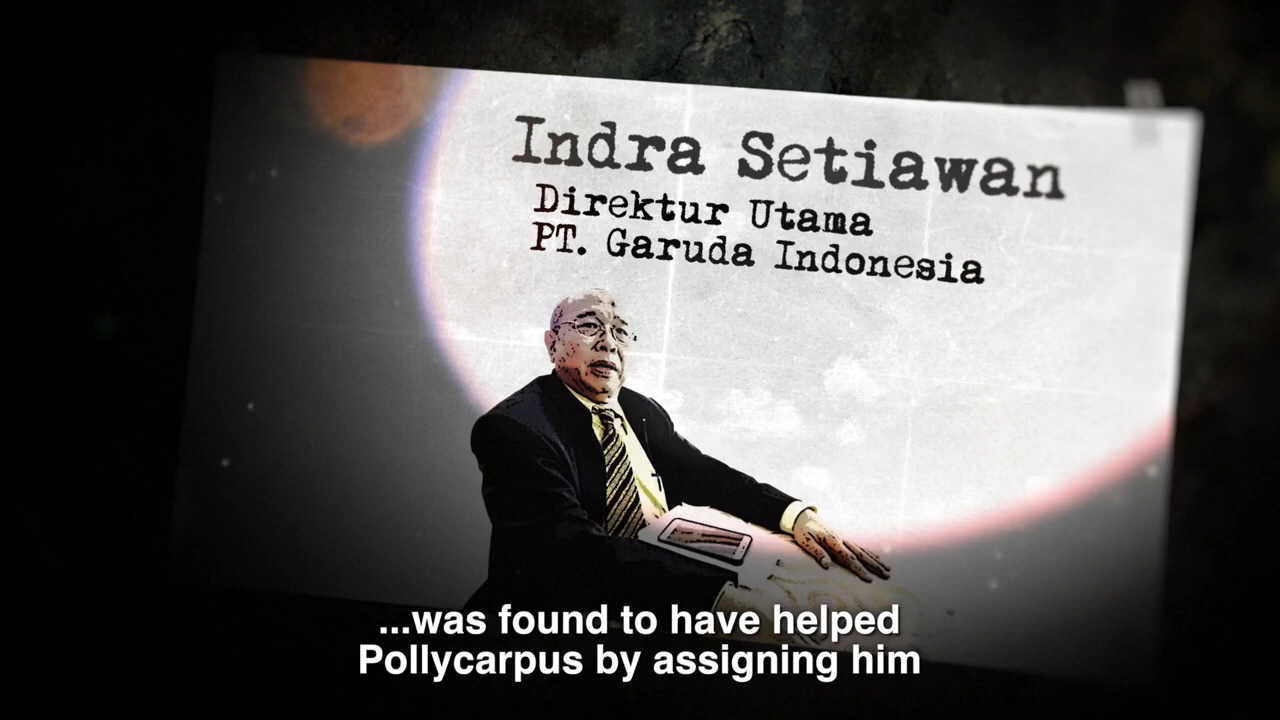 Indra Setiawan
Direktur Utama
PT. Garuda Indonesia
...was found to have helped
Pollycarpus by assigning him